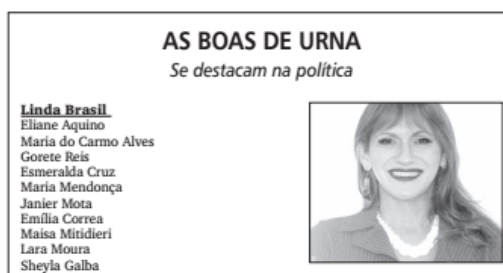 AS BOAS DE URNA
Se destacam na política
Linda Brasil
Eliane Aquino
Maria do Carmo Alves
Gorete Reis
Esmeralda Cruz
Maria Mendonça
Janier Mota
Emília Correa
Maisa Mitidieri
Lara Moura
Sheyla Galba